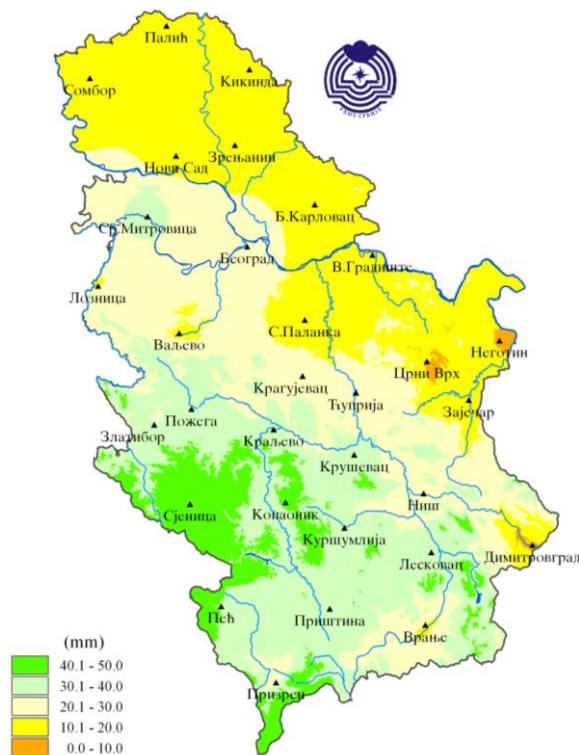 Палић
Кикинда
Сомбор
Зрењанин
Нови Сад
Б.Карловац
Ср.Митровица
Београд
В.Градиште
Лозница
С.Паланка
Ваљево
Неготин
Црни Врх
Крагујевац
Ћуприја
Зајечар
Пожега
Златибор
Краљево
Крушевац
Ниш
Сјеница
Копаоник
Куршумлија
Димитровград
Лесковац
Пећ
Приштина
Врање
Призрен
(mm)
40.1 - 50.0
30.1 - 40.0
20.1 - 30.0
10.1 - 20.0
0.0 - 10.0